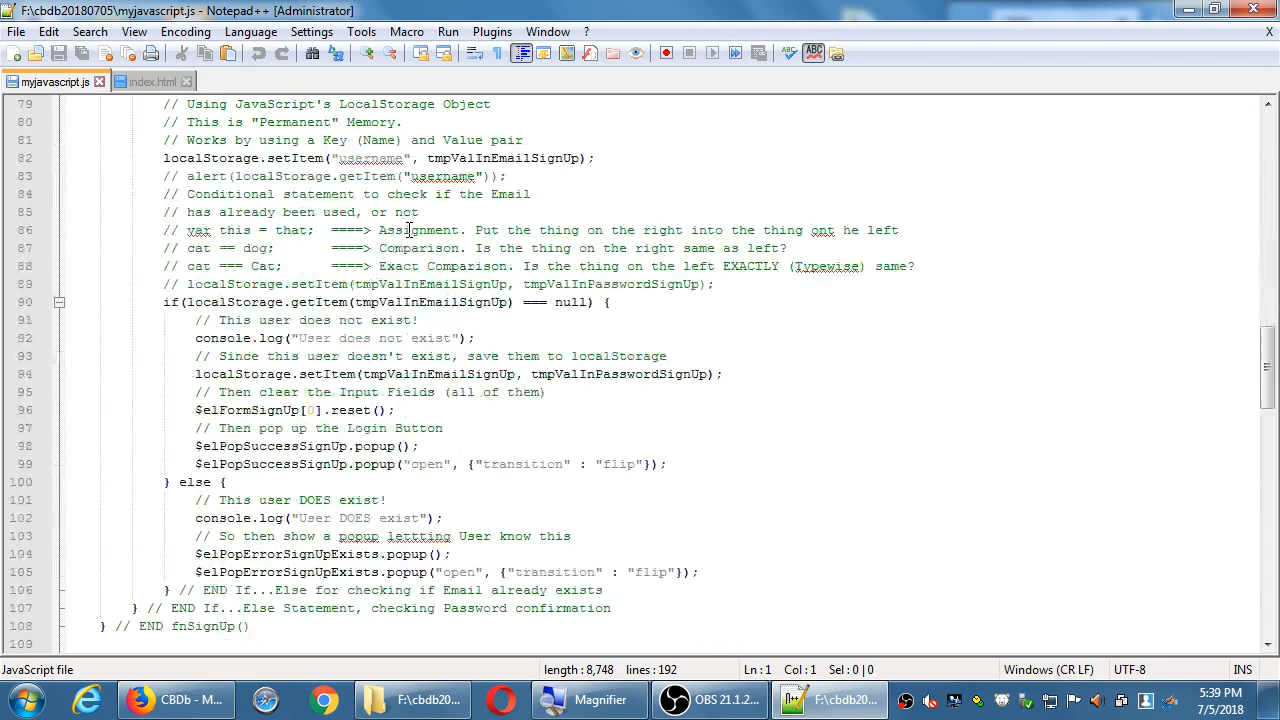 F:\cbdb20180705\myjavascript.js - Notepad++ [Administrator]
File Edit Search View Encoding Language Settings Tools Macro Run Plugins Window ? X
myjavascript.js index.html
79 // Using JavaScript's LocalStorage Object
80 // This is "Permanent" Memory.
81 // Works by using a Key (Name) and Value pair
82 localStorage.setItem("username", tmpValInEmailSignUp);
83 // alert(localStorage.getItem("username"));
84 // Conditional statement to check if the Email
85 // has already been used, or not
86 // var this = that; ====> Assignment. Put the thing on the right into the thing ont he left
87 // cat == dog; ====> Comparison. Is the thing on the right same as left?
88 // cat === Cat; ====> Exact Comparison. Is the thing on the left EXACTLY (Typewise) same?
89 // localStorage.setItem(tmpValInEmailSignUp, tmpValInPasswordSignUp);
90 if(localStorage.getItem(tmpValInEmailSignUp) === null) {
91 // This user does not exist!
92 console.log("User does not exist");
93 // Since this user doesn't exist, save them to localStorage
94 localStorage.setItem(tmpValInEmailSignUp, tmpValInPasswordSignUp);
95 // Then clear the Input Fields (all of them)
96 $elFormSignUp[0].reset();
97 // Then pop up the Login Button
98 $elPopSuccessSignUp.popup();
99 $elPopSuccessSignUp.popup("open", {"transition" : "flip"});
100 } else {
101 // This user DOES exist!
102 console.log("User DOES exist");
103 // So then show a popup lettting User know this
104 $elPopErrorSignUpExists.popup();
105 $elPopErrorSignUpExists.popup("open", {"transition" : "flip"});
106 } // END If...Else for checking if Email already exists
107 } // END If...Else Statement, checking Password confirmation
108 } // END fnSignUp()
109
JavaScript file length : 8,748 lines : 192 Ln : 1 Col : 1 Sel : 0 | 0 Windows (CR LF) UTF-8 INS
CBDb - M... F:\cbdb20... Magnifier OBS 21.1.2... F:\cbdb20... 5:39 PM
7/5/2018